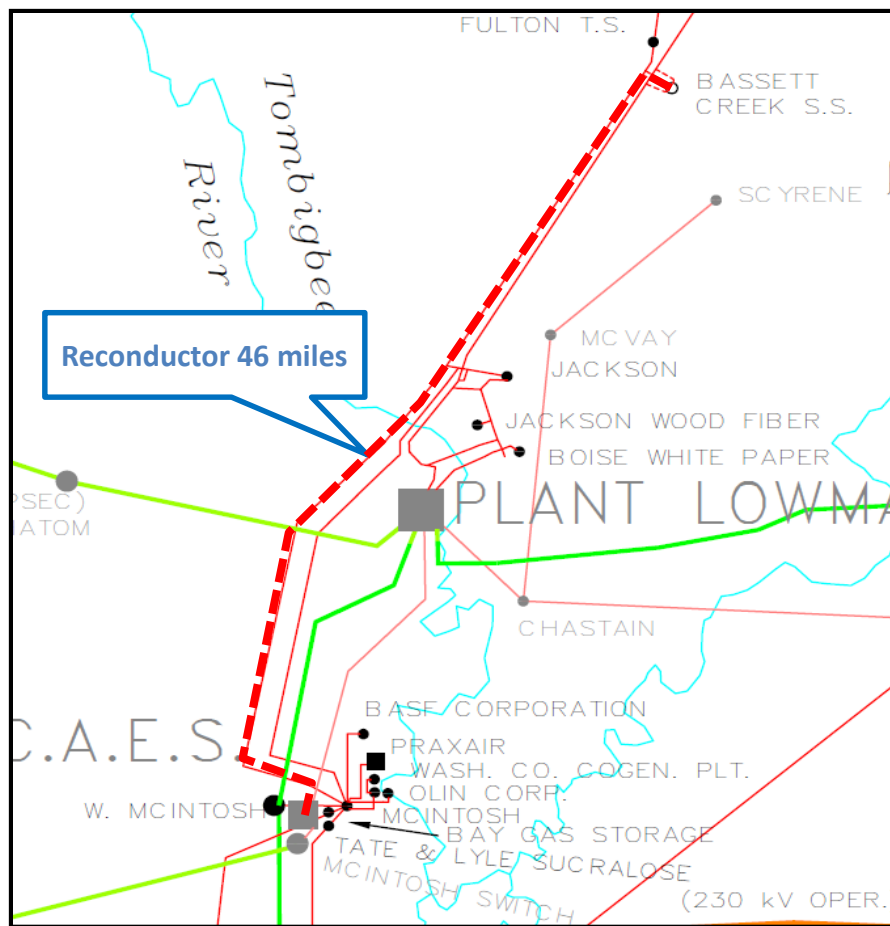 FULTON T.S.
BASSETT
CREEK S.S.
Tombigbee
River
SCYRENE
Reconductor 46 miles
MCVAY
JACKSON
JACKSON WOOD FIBER
BOISE WHITE PAPER
PSEC)
ATOM
PLANT LOWMA
CHASTAIN
BASF CORPORATION
C.A.E.S.
PRAXAIR
WASH. CO. COGEN. PLT.
OLIN CORP.
W. MCINTOSH
MCINTOSH
BAY GAS STORAGE
TATE & LYLE SUCRALOSE
MCINTOSH SWITCH
(230 kV OPER.